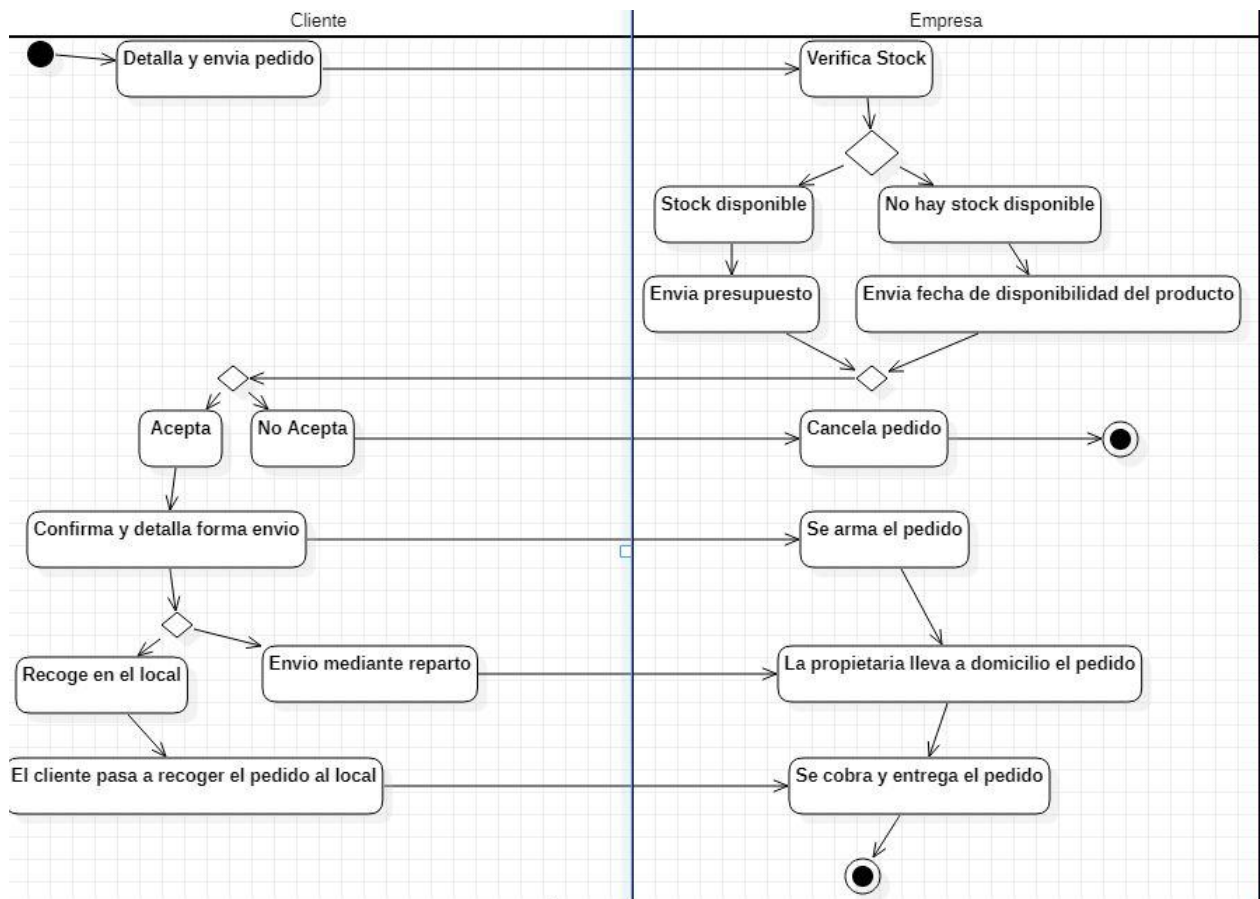 Cliente
Empresa
Detalla y envia pedido
Verifica Stock
Stock disponible
No hay stock disponible
Envia presupuesto
Envia fecha de disponibilidad del producto
Acepta
No Acepta
Cancela pedido
Confirma y detalla forma envio
Se arma el pedido
Recoge en el local
Envio mediante reparto
La propietaria lleva a domicilio el pedido
El cliente pasa a recoger el pedido al local
Se cobra y entrega el pedido